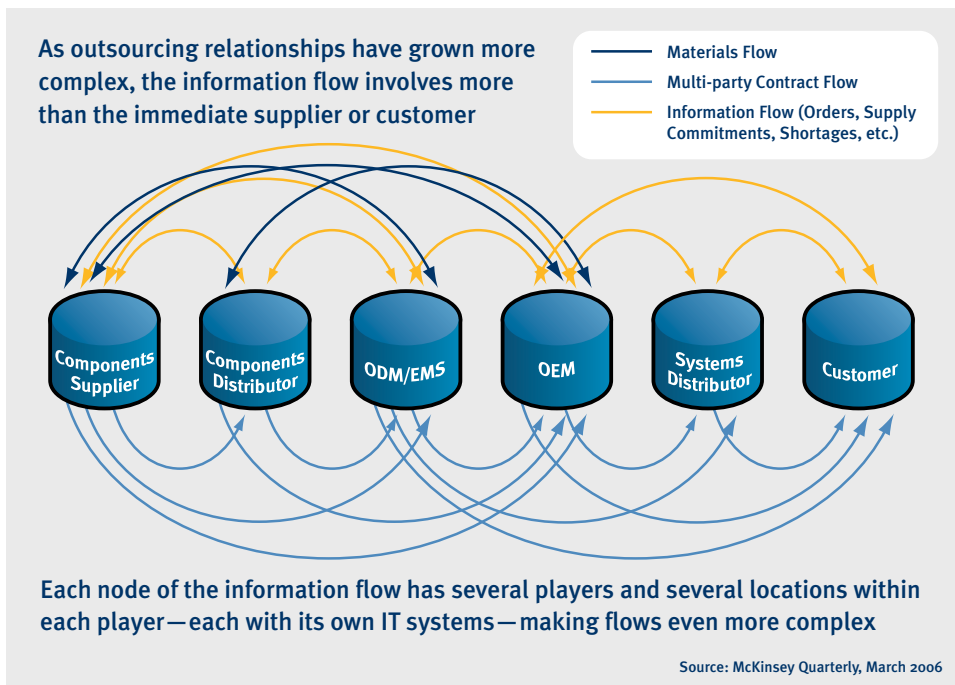 As outsourcing relationships have grown more
complex, the information flow involves more
than the immediate supplier or customer
Materials Flow
Multi-party Contract Flow
Information Flow (Orders, Supply
Commitments, Shortages, etc.)
Components
Supplier
Components
Distributor
ODM/EMS
OEM
Systems
Distributor
Customer
Each node of the information flow has several players and several locations within
each player—each with its own IT systems—making flows even more complex
Source: McKinsey Quarterly, March 2006